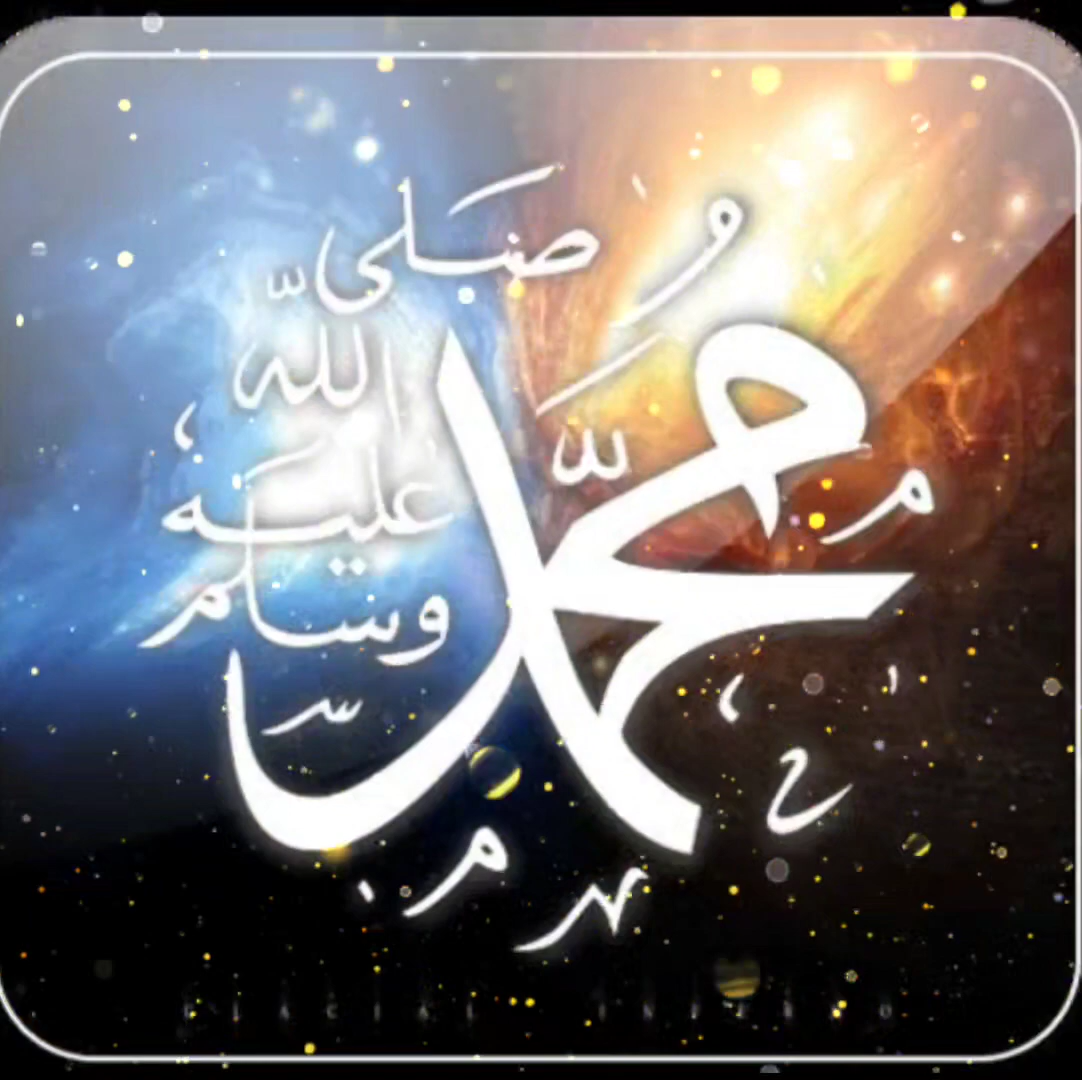 محمد
صلى
الله
عليه
وسلم